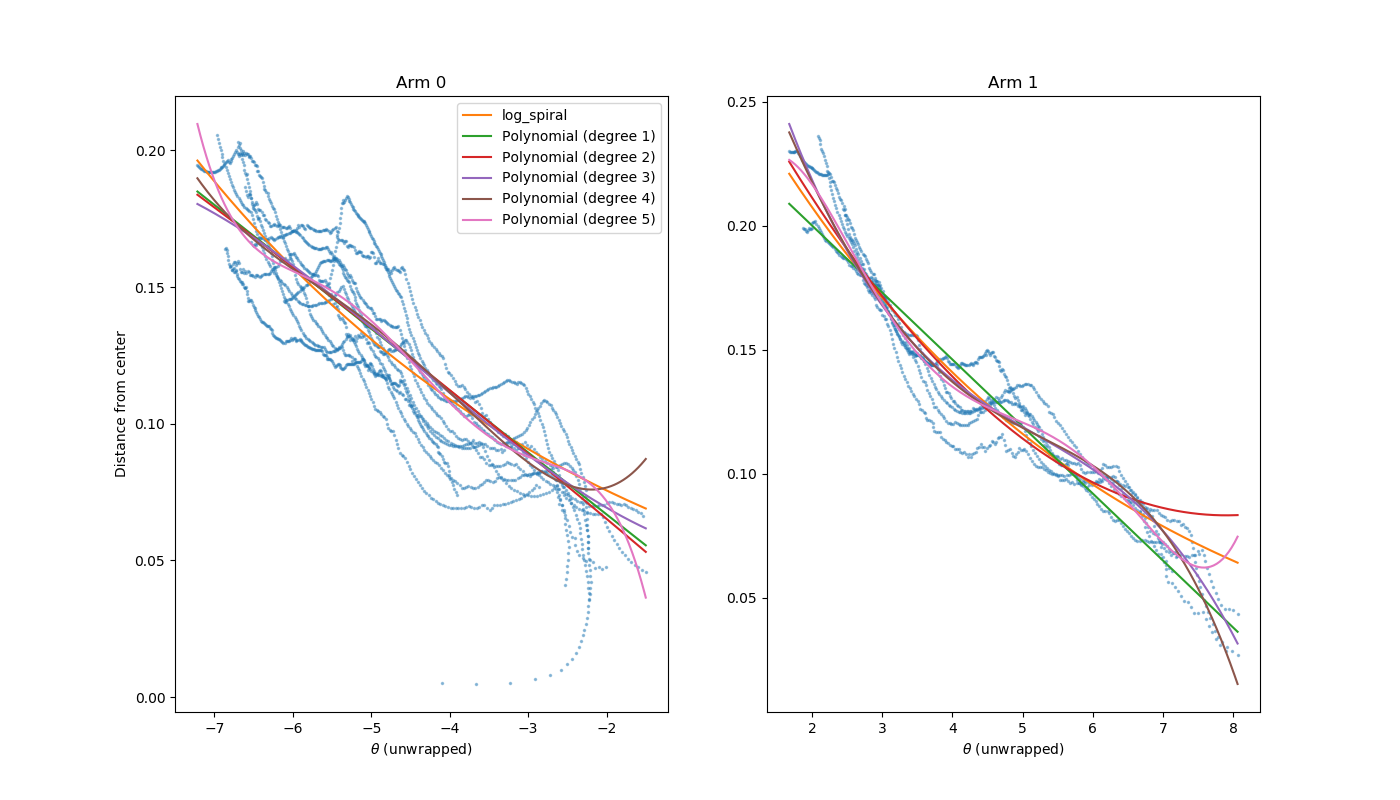 Arm 0
log_spiral
Polynomial (degree 1)
Polynomial (degree 2)
Polynomial (degree 3)
Polynomial (degree 4)
Polynomial (degree 5)
Distance from center
0.20
0.15
0.10
0.05
0.00
−7 −6 −5 −4 −3 −2
θ (unwrapped)
Arm 1
0.25
0.20
0.15
0.10
0.05
2 3 4 5 6 7 8
θ (unwrapped)